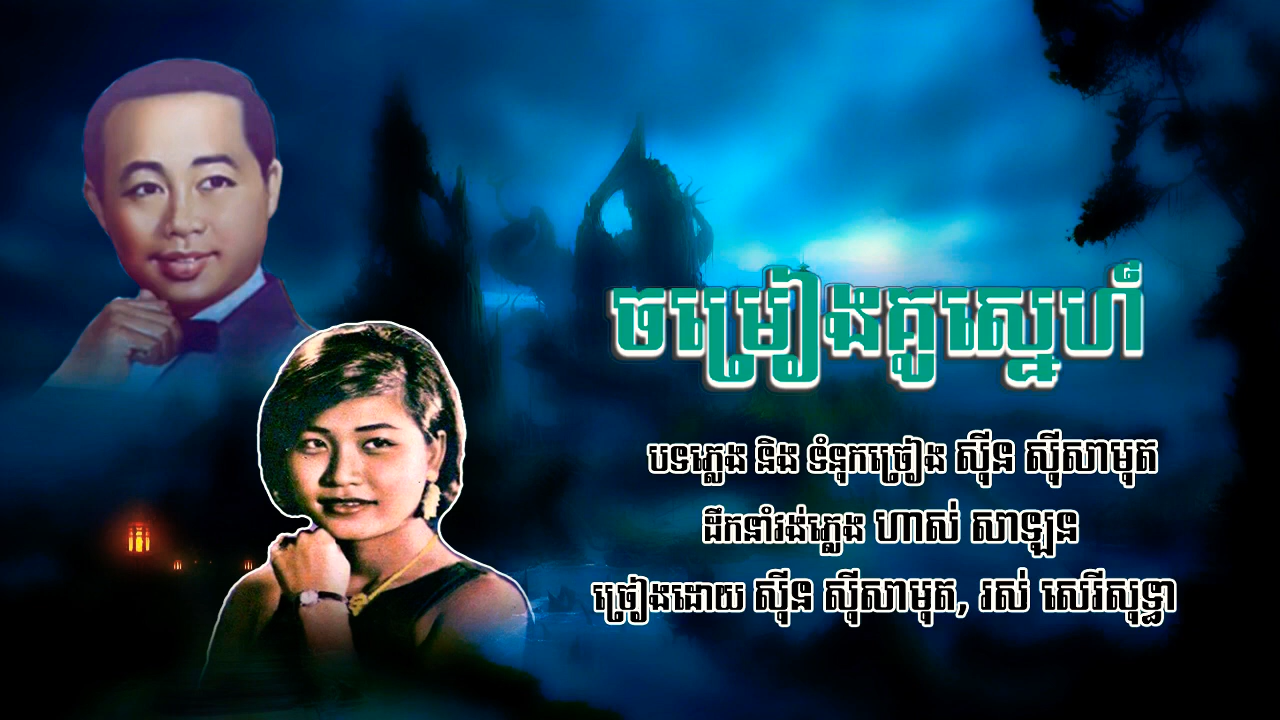 ចម្រៀងគូស្នេហ៍
បទភ្លេង និង ទំនុកច្រៀង ស៊ីន ស៊ីសាមុត
ដឹកនាំវង់ភ្លេង ហាស់ សាឡន
ច្រៀងដោយ ស៊ីន ស៊ីសាមុត, រស់ សេរីសុទ្ធា